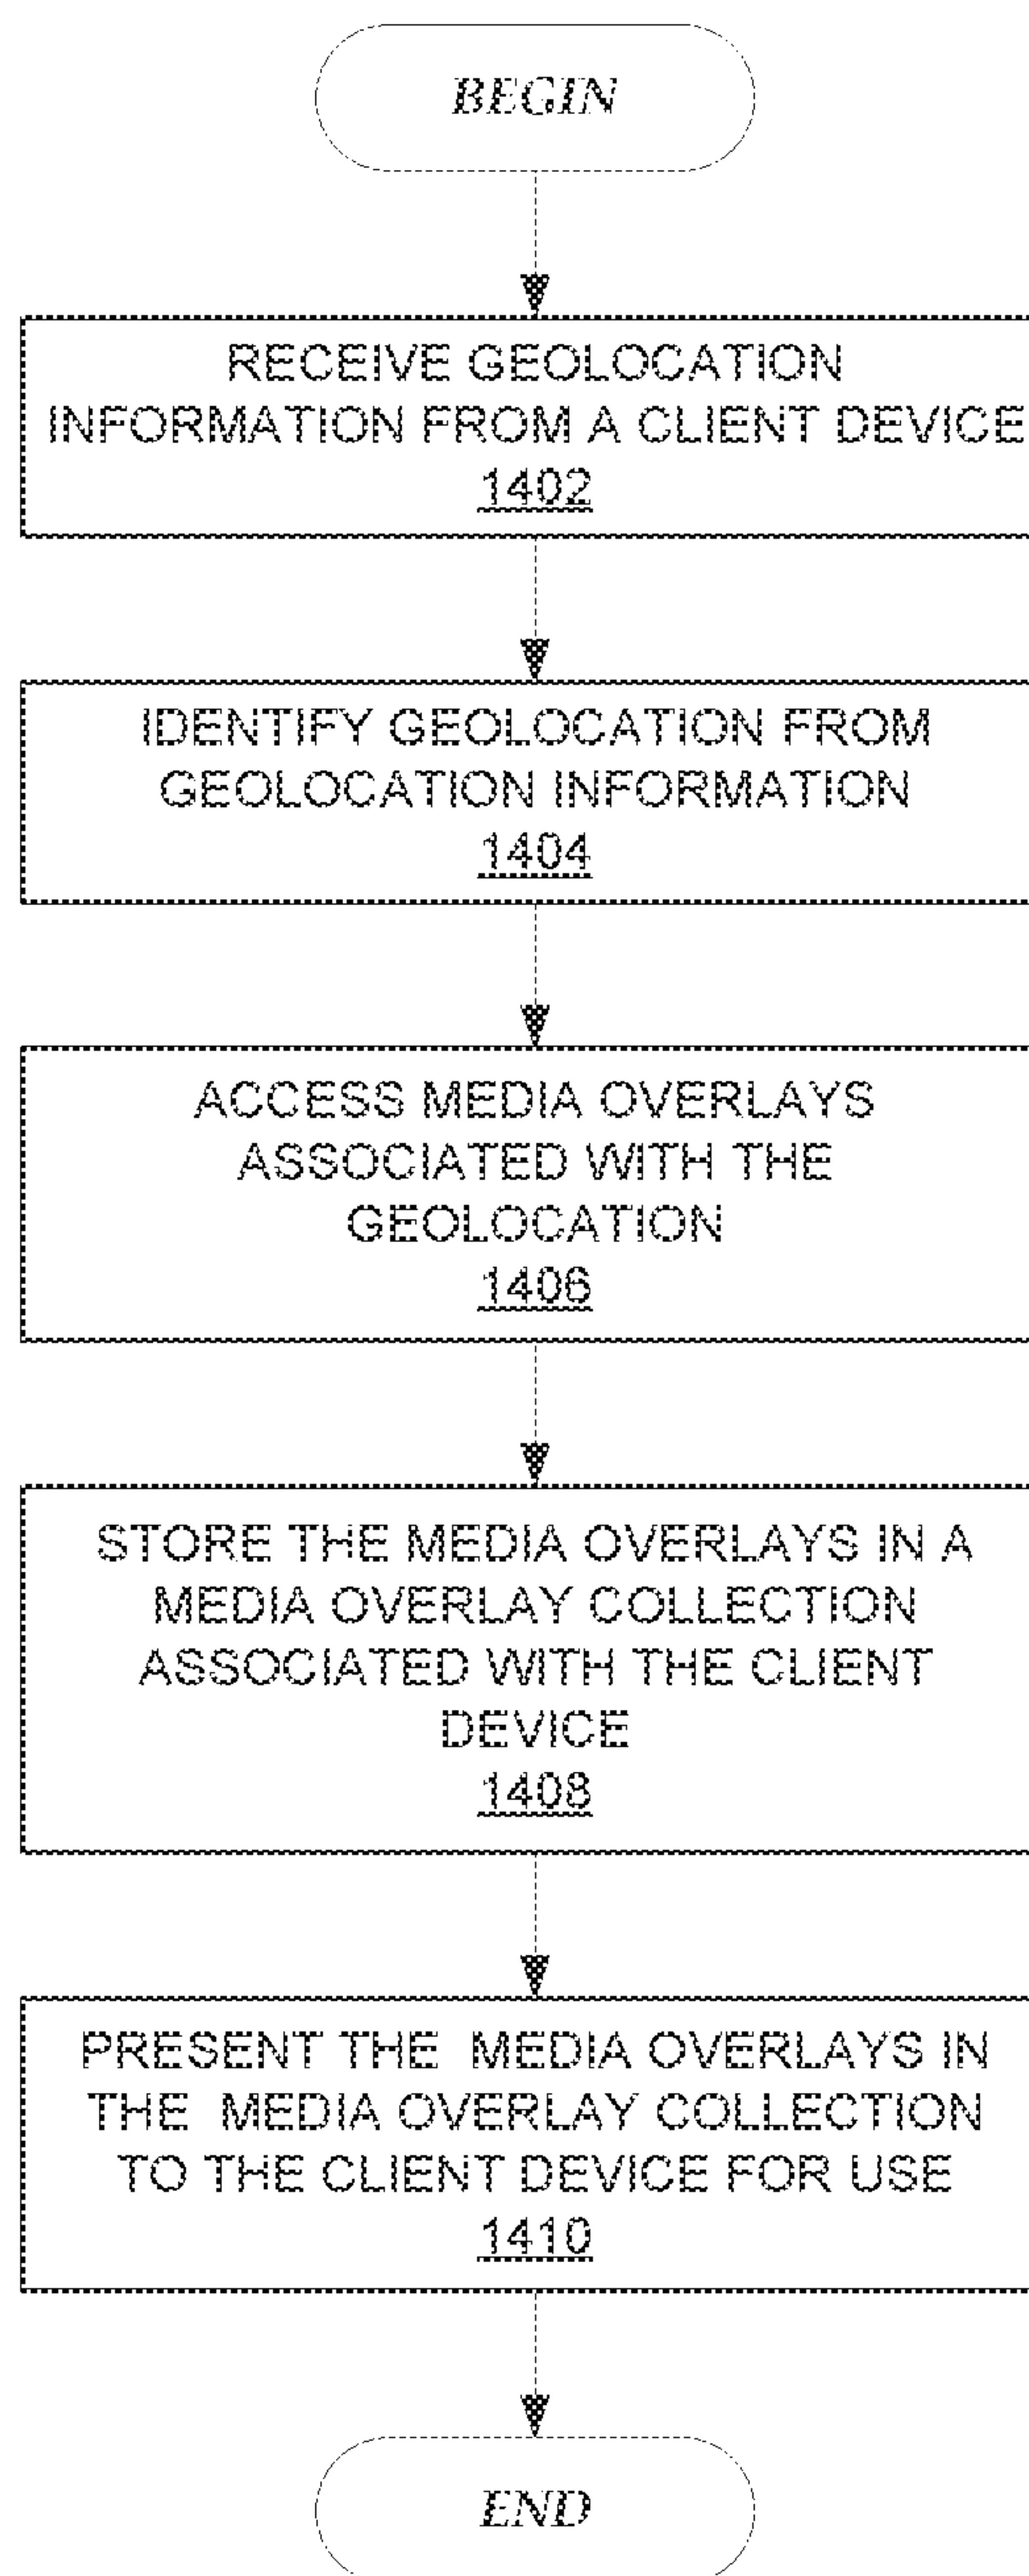 BEGIN
RECEIVE GEOLOCATION
INFORMATION FROM A CLIENT DEVICE
1402
IDENTIFY GEOLOCATION FROM
GEOLOCATION INFORMATION
1404
ACCESS MEDIA OVERLAYS
ASSOCIATED WITH THE
GEOLOCATION
1406
STORE THE MEDIA OVERLAYS IN A
MEDIA OVERLAY COLLECTION
ASSOCIATED WITH THE CLIENT
DEVICE
1408
PRESENT THE MEDIA OVERLAYS IN
THE MEDIA OVERLAY COLLECTION
TO THE CLIENT DEVICE FOR USE
1410
END